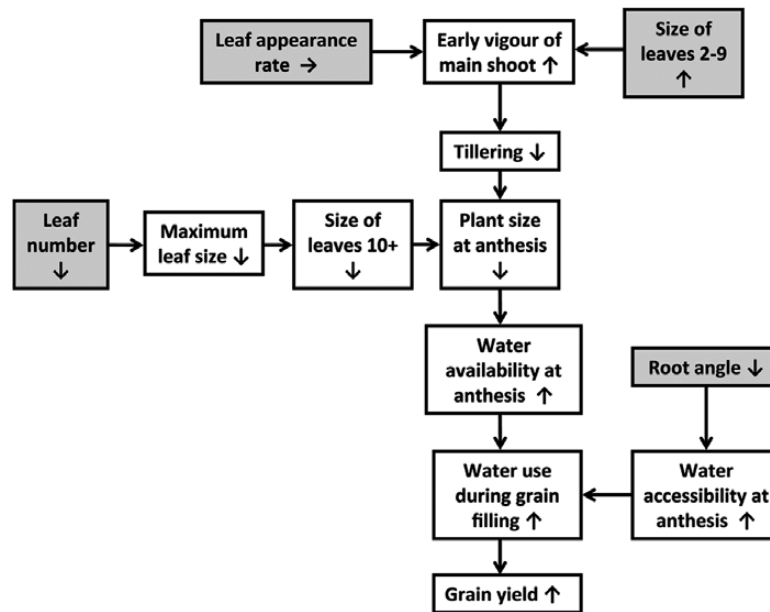 Leaf appearance
rate →
Early vigour of
main shoot ↑
Size of
leaves 2-9
↑
Tillering ↓
Leaf
number
↓
Maximum
leaf size ↓
Size of
leaves 10+
↓
Plant size
at anthesis
↓
Water
availability at
anthesis ↑
Root angle ↓
Water use
during grain
filling ↑
Water
accessibility at
anthesis ↑
Grain yield ↑